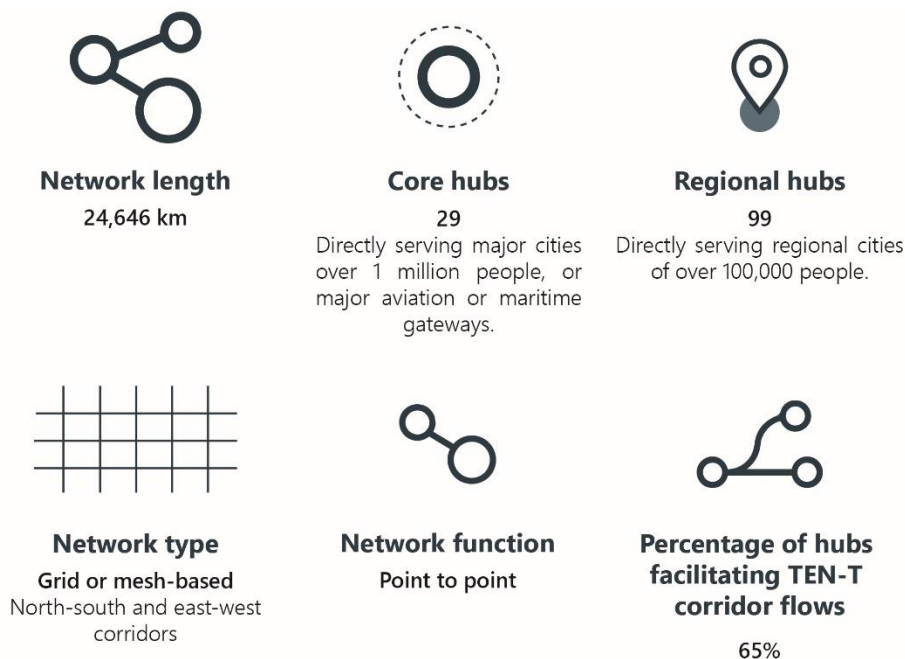 Network length
24,646 km
Core hubs
29
Directly serving major cities
over 1 million people, or
major aviation or maritime
gateways.
Regional hubs
99
Directly serving regional cities
of over 100,000 people.
Network type
Grid or mesh-based
North-south and east-west
corridors
Network function
Point to point
Percentage of hubs
facilitating TEN-T
corridor flows
65%